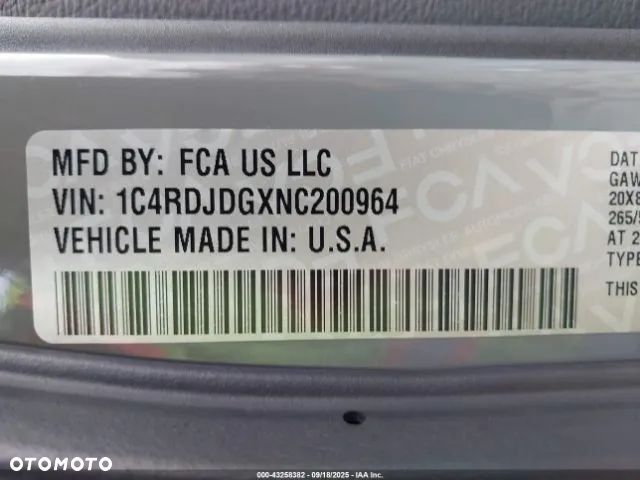 MFD BY: FCA US LLC
VIN: 1C4RDJDGXNC200964
VEHICLE MADE IN: U.S.A.
DAT
GAW
20X8
265/
AT 2
TYPE
THIS
OTOMOTO
000-43258382 - 09/18/2025 - IAA Inc.